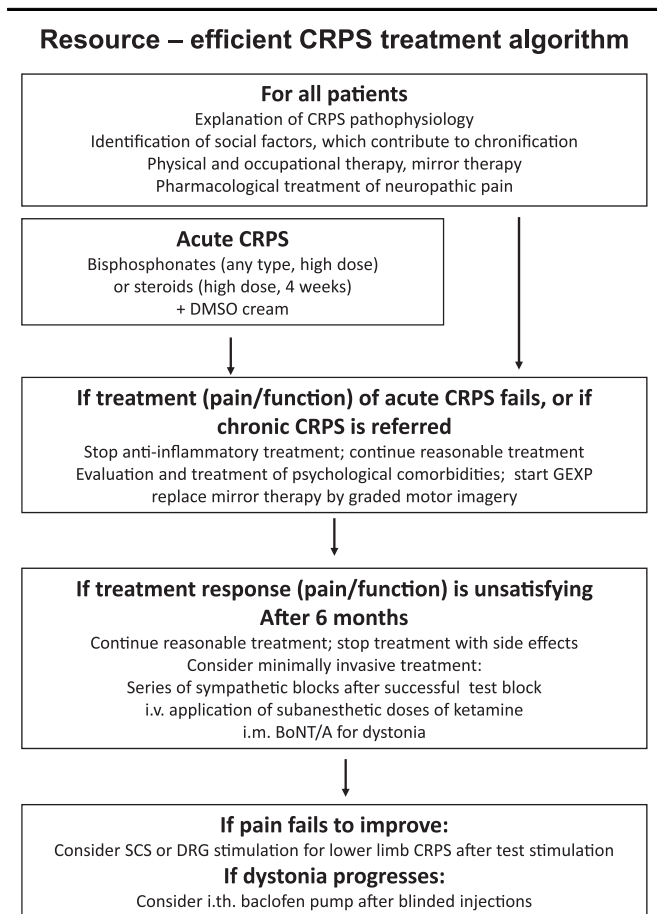 Resource – efficient CRPS treatment algorithm
For all patients
Explanation of CRPS pathophysiology
Identification of social factors, which contribute to chronification
Physical and occupational therapy, mirror therapy
Pharmacological treatment of neuropathic pain
Acute CRPS
Bisphosphonates (any type, high dose)
or steroids (high dose, 4 weeks)
+ DMSO cream
If treatment (pain/function) of acute CRPS fails, or if
chronic CRPS is referred
Stop anti-inflammatory treatment; continue reasonable treatment
Evaluation and treatment of psychological comorbidities; start GEXP
replace mirror therapy by graded motor imagery
If treatment response (pain/function) is unsatisfying
After 6 months
Continue reasonable treatment; stop treatment with side effects
Consider minimally invasive treatment:
Series of sympathetic blocks after successful test block
i.v. application of subanesthetic doses of ketamine
i.m. BoNT/A for dystonia
If pain fails to improve:
Consider SCS or DRG stimulation for lower limb CRPS after test stimulation
If dystonia progresses:
Consider i.th. baclofen pump after blinded injections